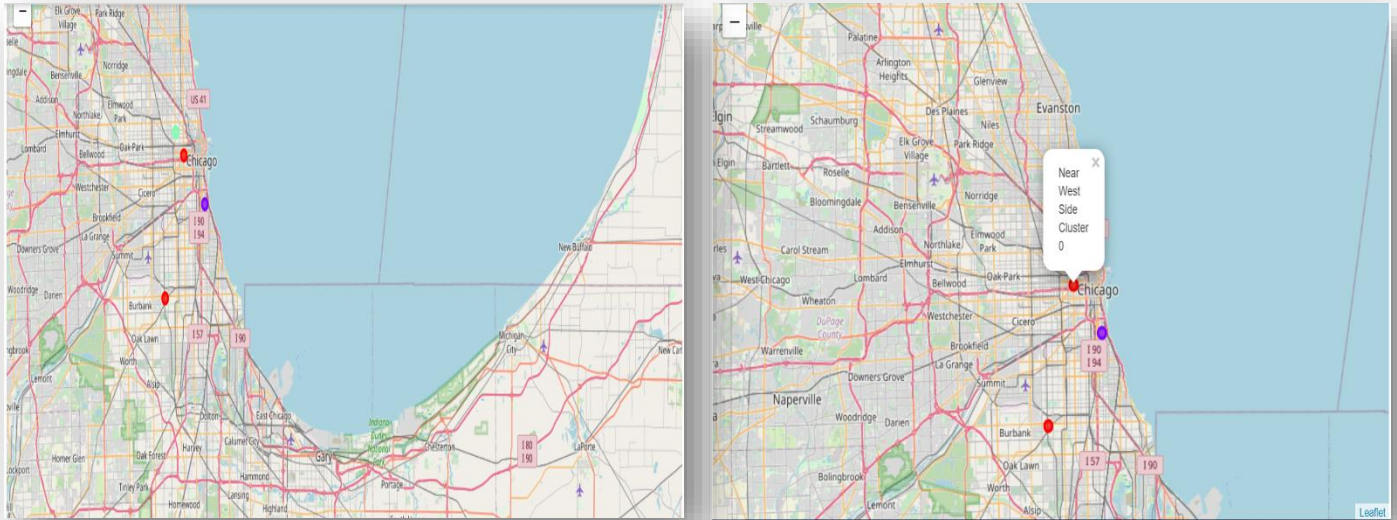 −
Elk Grove
Village
Park Ridge
Norridge
Bensenville
Addison
Elmwood
Park
Northlake
Elmhurst
Oak Park
Lombard
Bellwood
Chicago
US 41
Westchester
Cicero
Brookfield
I 90
I 94
La Grange
Downers Grove
Summit
Woodridge
Darien
Burbank
Oak Lawn
I 57
I 90
Worth
Lemont
Alsip
Dolton
East Chicago
Calumet City
Harley
Homer Glen
Oak Forest
Hammond
Gary
Tinley Park
Lansing
Homewood
Highland
Portage
Chesterton
Michigan
City
New Buffalo
LaPorte
I 80
I 90
−
Palatine
Arlington
Heights
Glenview
Evanston
Des Plaines
Niles
Schaumburg
Streamwood
Elk Grove
Village
Park Ridge
Bartlett
Roselle
Norridge
Bloomingdale
Bensenville
Near
West
Side
Cluster
0
×
Addison
Elmwood
Park
Northlake
Carol Stream
Elmhurst
Oak Park
West Chicago
Lombard
Bellwood
Chicago
Wheaton
Westchester
Cicero
DuPage
County
Warrenville
Brookfield
I 90
I 94
La Grange
Downers Grove
Summit
Naperville
Woodridge
Darien
Burbank
Bolingbrook
Oak Lawn
I 57
I 90
Worth
Lemont
Alsip
Leaflet